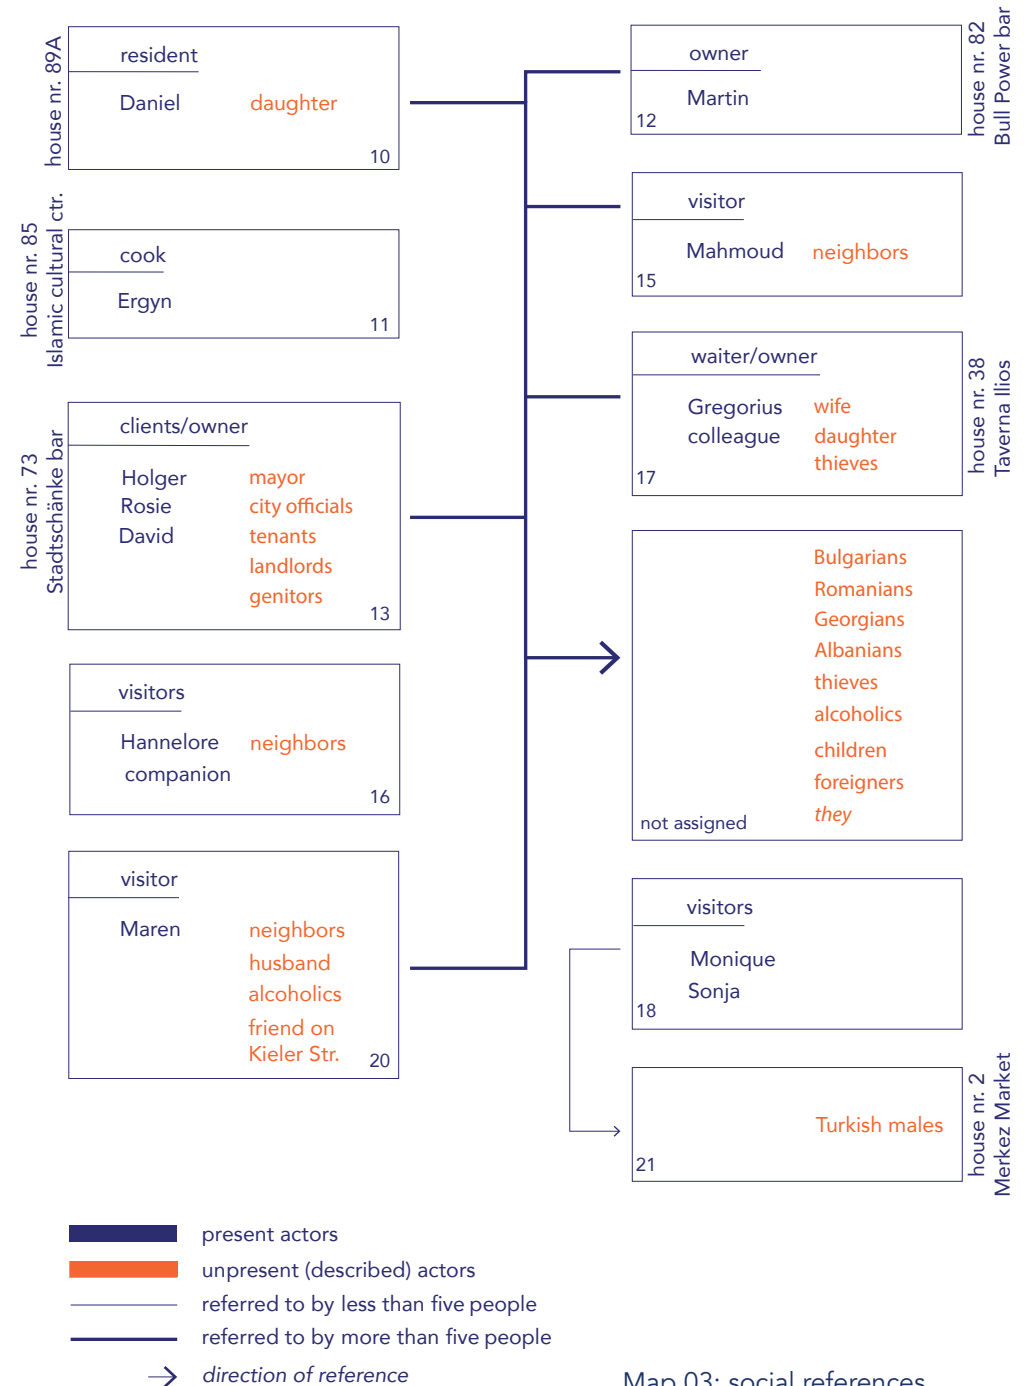 house nr. 89A
resident
Daniel daughter
10
house nr. 85
Islamic cultural ctr.
cook
Ergyn
11
house nr. 73
Stadtschänke bar
clients/owner
Holger mayor
Rosie city officials
David tenants
landlords
genitors
13
visitors
Hannelore neighbors
companion
16
visitor
Maren neighbors
husband
alcoholics
friend on
Kieler Str.
20
house nr. 82
Bull Power bar
owner
Martin
12
visitor
Mahmoud neighbors
15
house nr. 38
Taverna Ilios
waiter/owner
Gregorius wife
colleague daughter
thieves
17
Bulgarians
Romanians
Georgians
Albanians
thieves
alcoholics
children
foreigners
they
not assigned
visitors
Monique
Sonja
18
house nr. 2
Merkez Market
Turkish males
21
present actors
unpresent (described) actors
referred to by less than five people
referred to by more than five people
direction of reference
Map 03: social references